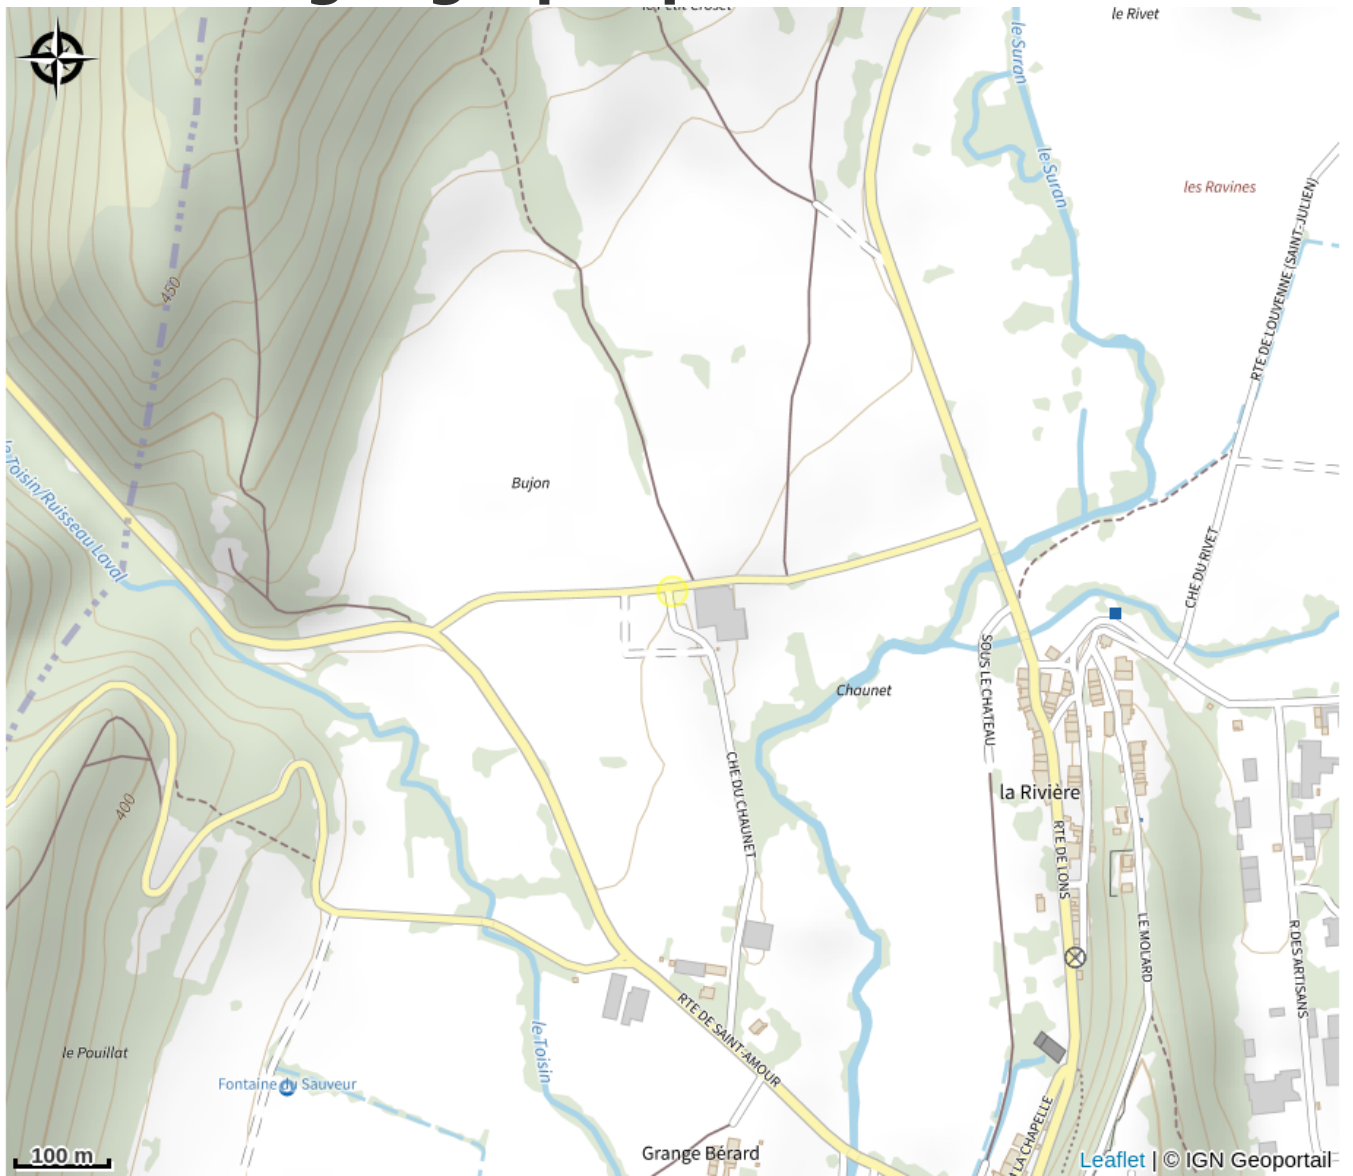 le Rivet
le Suran
le Suran
les Ravines
RTE DE LOUVENNE (SAINT-JULIEN)
450
Bujon
le Toisin/Ruisseau Laval
CHE DU RIVET
SOUS LE CHATEAU
Chaunet
CHE DU CHAUNET
la Rivière
400
RTE DE LONS
LE MOLARD
R DES ARTISANS
RTE DE SAINT-AMOUR
le Pouillat
Fontaine du Sauveur
le Toisin
LA CHAPELLE
Grange Bérard
100 m
Leaflet | © IGN Geoportail